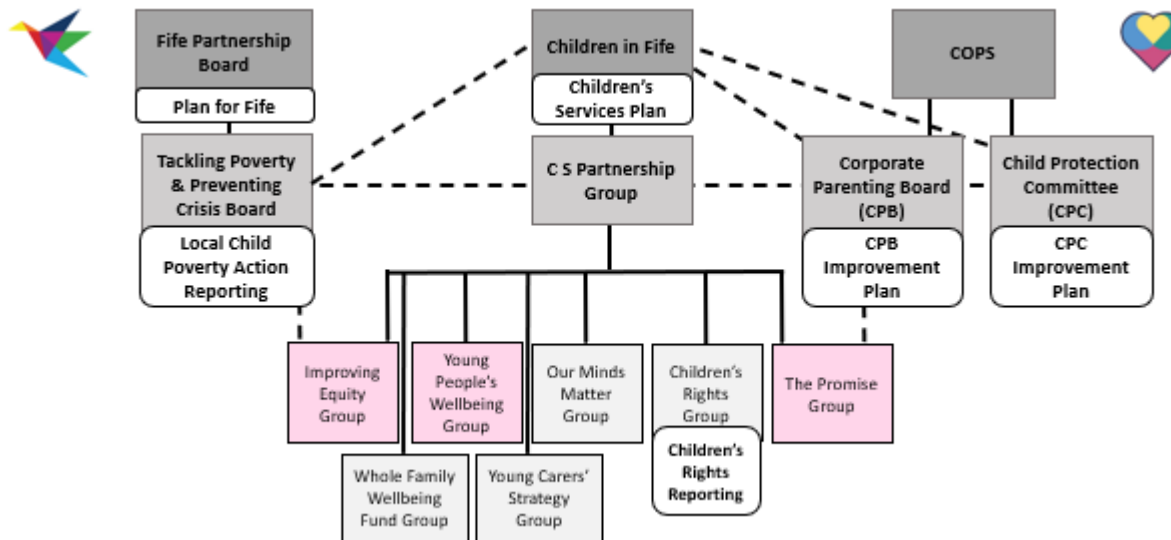 Fife Partnership
Board
Plan for Fife
Children in Fife
Children's
Services Plan
COPS
Tackling Poverty
& Preventing
Crisis Board
Local Child
Poverty Action
Reporting
C S Partnership
Group
Corporate
Parenting Board
(CPB)
CPB
Improvement
Plan
Child Protection
Committee
(CPC)
CPC
Improvement
Plan
Improving
Equity
Group
Young
People's
Wellbeing
Group
Our Minds
Matter
Group
Children's
Rights
Group
Children's
Rights
Reporting
The Promise
Group
Whole Family
Wellbeing
Fund Group
Young Carers'
Strategy
Group